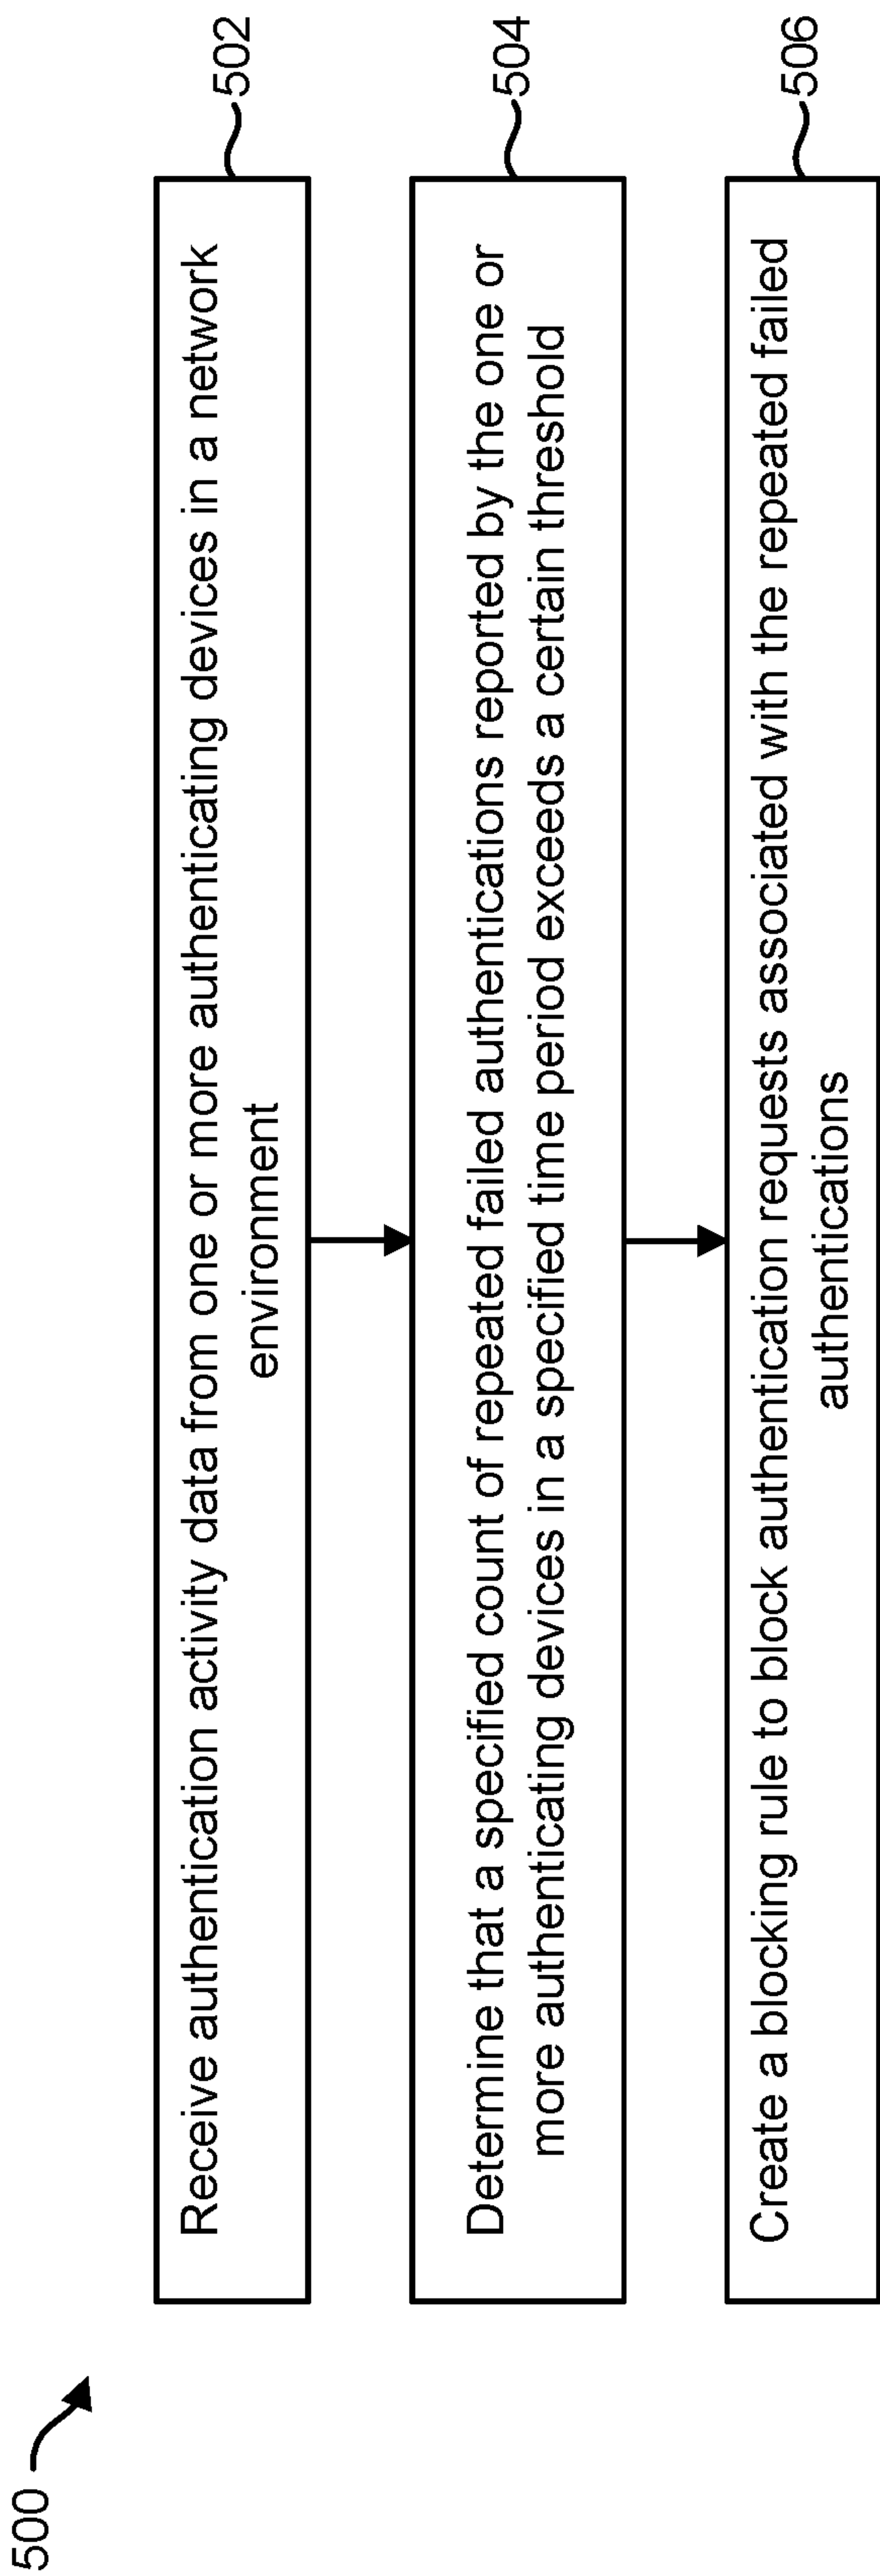 500
Receive authentication activity data from one or more authenticating devices in a network
environment
502
Determine that a specified count of repeated failed authentications reported by the one or
more authenticating devices in a specified time period exceeds a certain threshold
504
Create a blocking rule to block authentication requests associated with the repeated failed
authentications
506